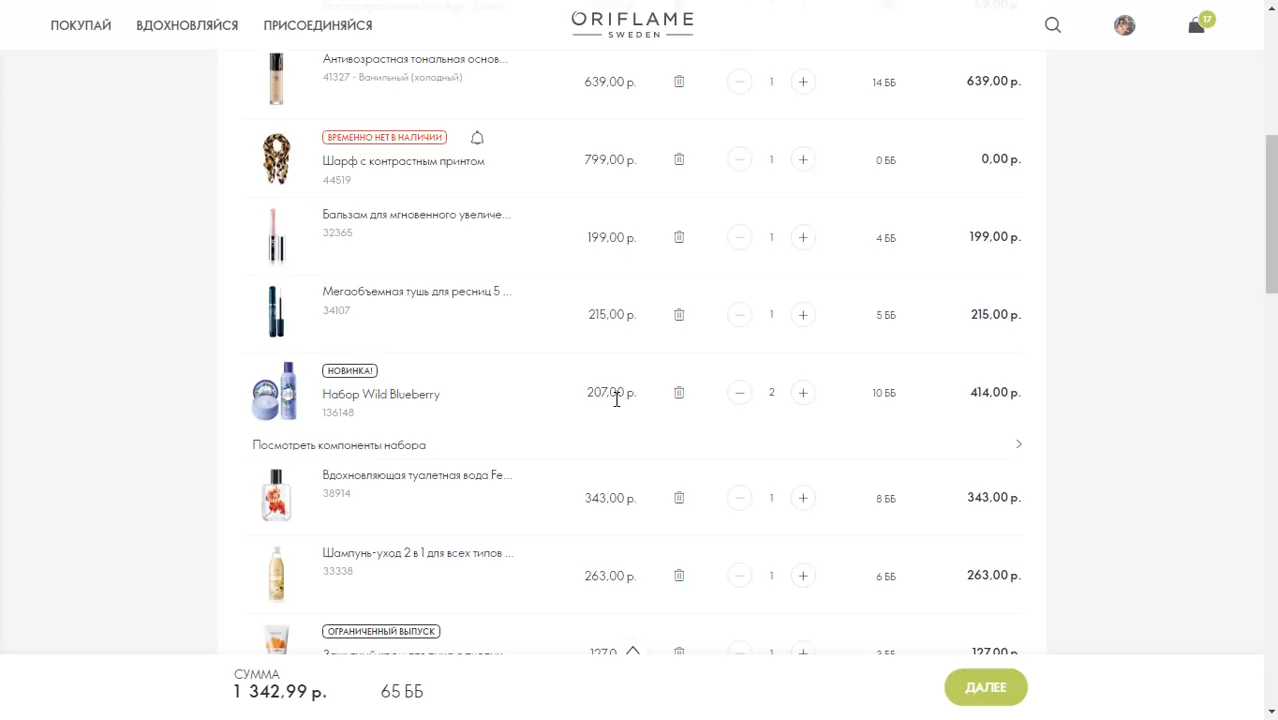 ПОКУПАЙ ВДОХНОВЛЯЙСЯ ПРИСОЕДИНЯЙСЯ ORIFLAME 17
SWEDEN
Антивозрастная тональная основ...
41327 - Ванильный (холодный) 639,00 р. 1 14 ББ 639,00 р.
ВРЕМЕННО НЕТ В НАЛИЧИИ
Шарф с контрастным принтом 799,00 р. 1 0 ББ 0,00 р.
44519
Бальзам для мгновенного увеличе...
32365 199,00 р. 1 4 ББ 199,00 р.
Мегаобъемная тушь для ресниц 5 ...
34107 215,00 р. 1 5 ББ 215,00 р.
НОВИНКА!
Набор Wild Blueberry 207,00 р. 2 10 ББ 414,00 р.
136148
Посмотреть компоненты набора
Вдохновляющая туалетная вода Fe...
38914 343,00 р. 1 8 ББ 343,00 р.
Шампунь-уход 2 в 1 для всех типов ...
33338 263,00 р. 1 6 ББ 263,00 р.
ОГРАНИЧЕННЫЙ ВЫПУСК
127,00 р.
СУММА
1 342,99 р. 65 ББ ДАЛЕЕ